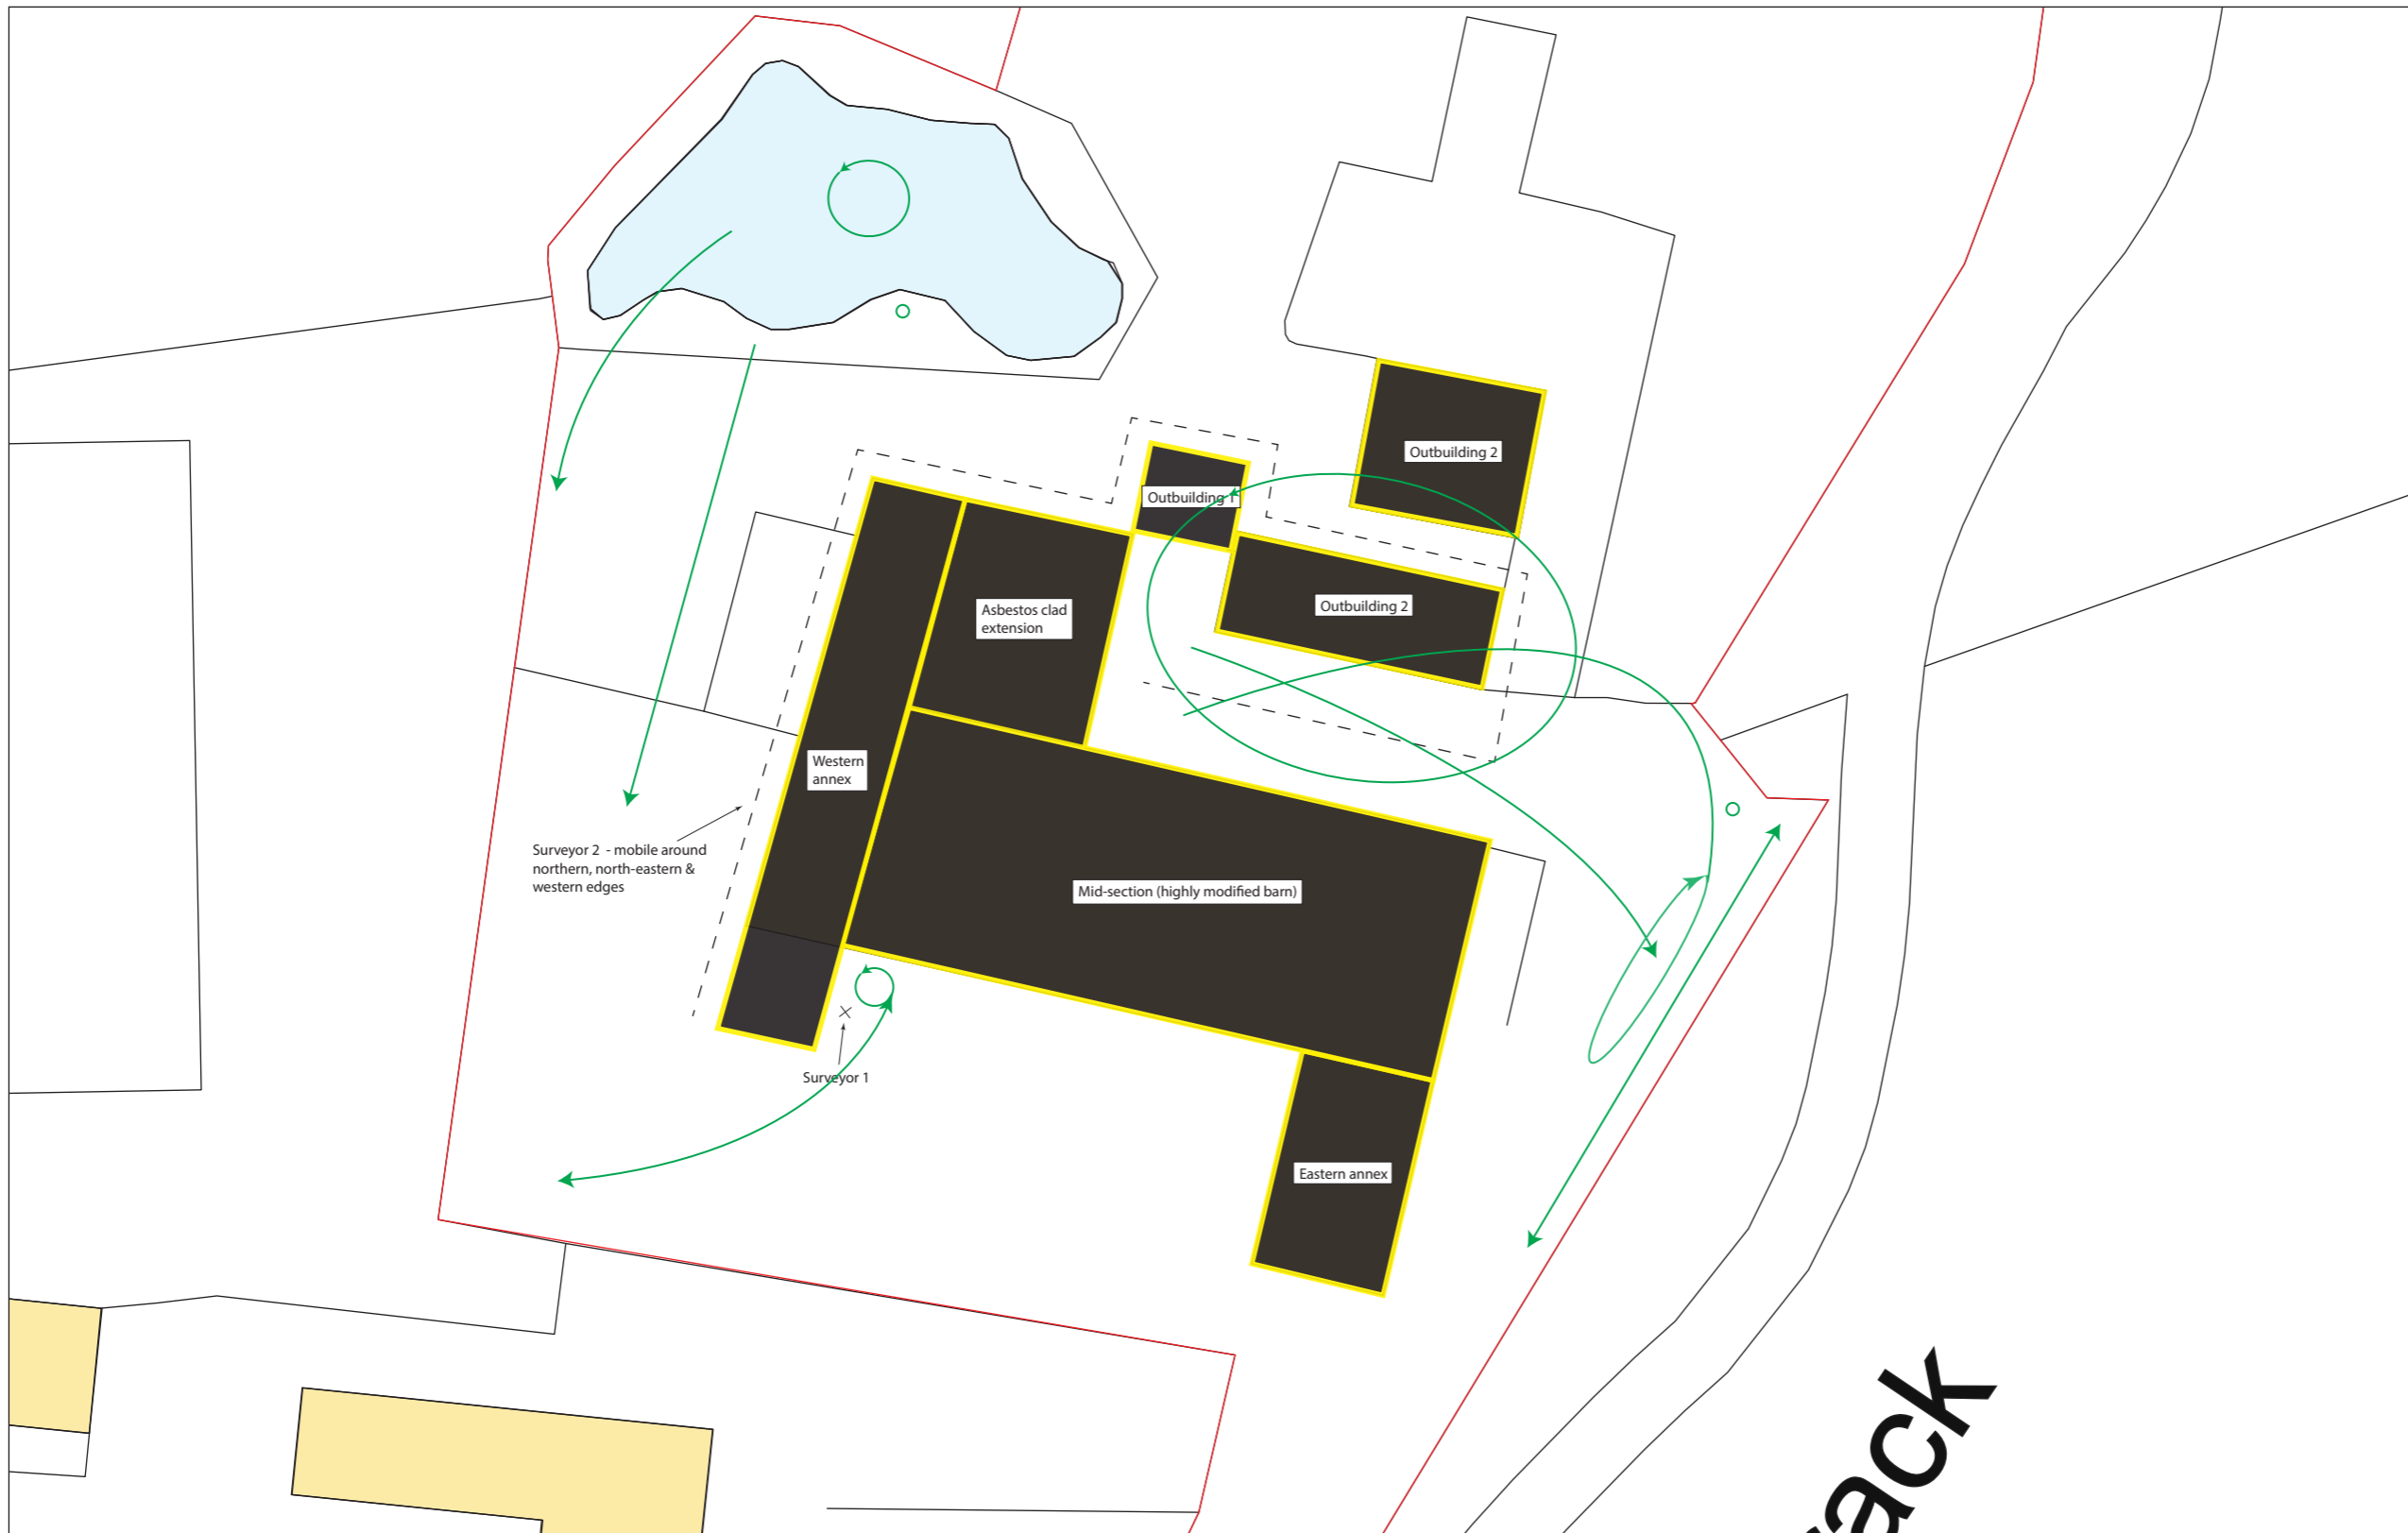 Outbuilding 2
Outbuilding 1
Asbestos clad
extension
Outbuilding 2
Western
annex
Surveyor 2 - mobile around
northern, north-eastern &
western edges
Mid-section (highly modified barn)
Surveyor 1
Eastern annex
ack